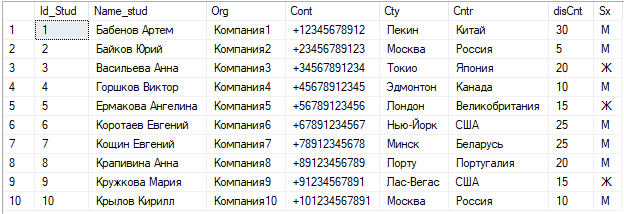 Id_Stud Name_stud Org Cont Cty Cntr disCnt Sx
1 1 Бабенов Артем Компания1 +12345678912 Пекин Китай 30 М
2 2 Байков Юрий Компания2 +23456789123 Москва Россия 5 М
3 3 Васильева Анна Компания3 +34567891234 Токио Япония 20 Ж
4 4 Горшков Виктор Компания4 +45678912345 Эдмонтон Канада 10 М
5 5 Ермакова Ангелина Компания5 +56789123456 Лондон Великобритания 15 Ж
6 6 Коротаев Евгений Компания6 +67891234567 Нью-Йорк США 25 М
7 7 Кощин Евгений Компания7 +78912345678 Минск Беларусь 25 М
8 8 Крапивина Анна Компания8 +89123456789 Порту Португалия 20 М
9 9 Кружкова Мария Компания9 +91234567891 Лас-Вегас США 15 Ж
10 10 Крылов Кирилл Компания10 +101234567891 Москва Россия 10 М